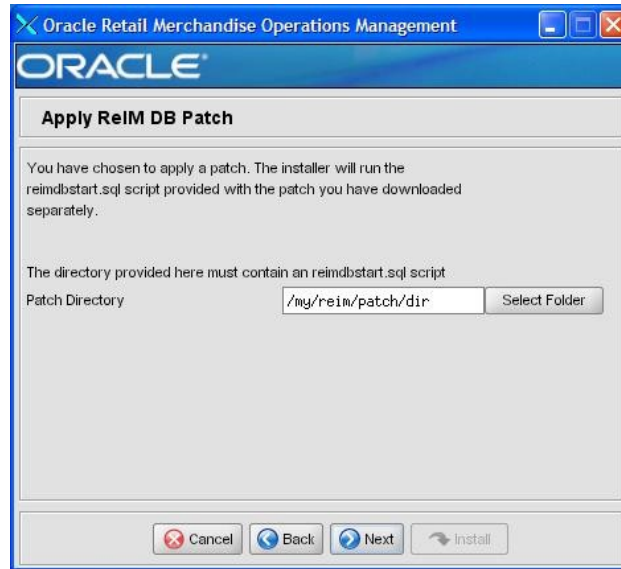 Oracle Retail Merchandise Operations Management
ORACLE
Apply ReIM DB Patch
You have chosen to apply a patch. The installer will run the
reimdbstart.sql script provided with the patch you have downloaded
separately.
The directory provided here must contain an reimdbstart.sql script
Patch Directory /my/reim/patch/dir Select Folder
Cancel Back Next Install